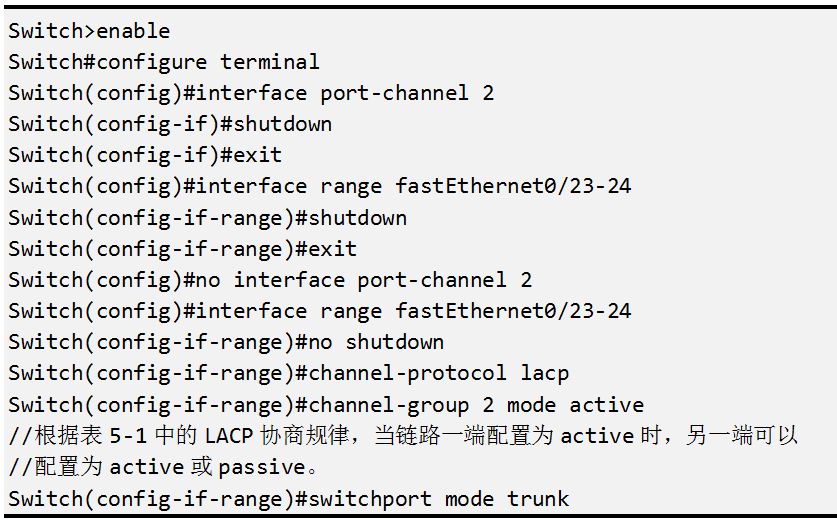 Switch>enable
Switch#configure terminal
Switch(config)#interface port-channel 2
Switch(config-if)#shutdown
Switch(config-if)#exit
Switch(config)#interface range fastEthernet0/23-24
Switch(config-if-range)#shutdown
Switch(config-if-range)#exit
Switch(config)#no interface port-channel 2
Switch(config)#interface range fastEthernet0/23-24
Switch(config-if-range)#no shutdown
Switch(config-if-range)#channel-protocol lacp
Switch(config-if-range)#channel-group 2 mode active
//根据表 5-1 中的 LACP 协商规律，当链路一端配置为 active 时，另一端可以
//配置为 active 或 passive。
Switch(config-if-range)#switchport mode trunk